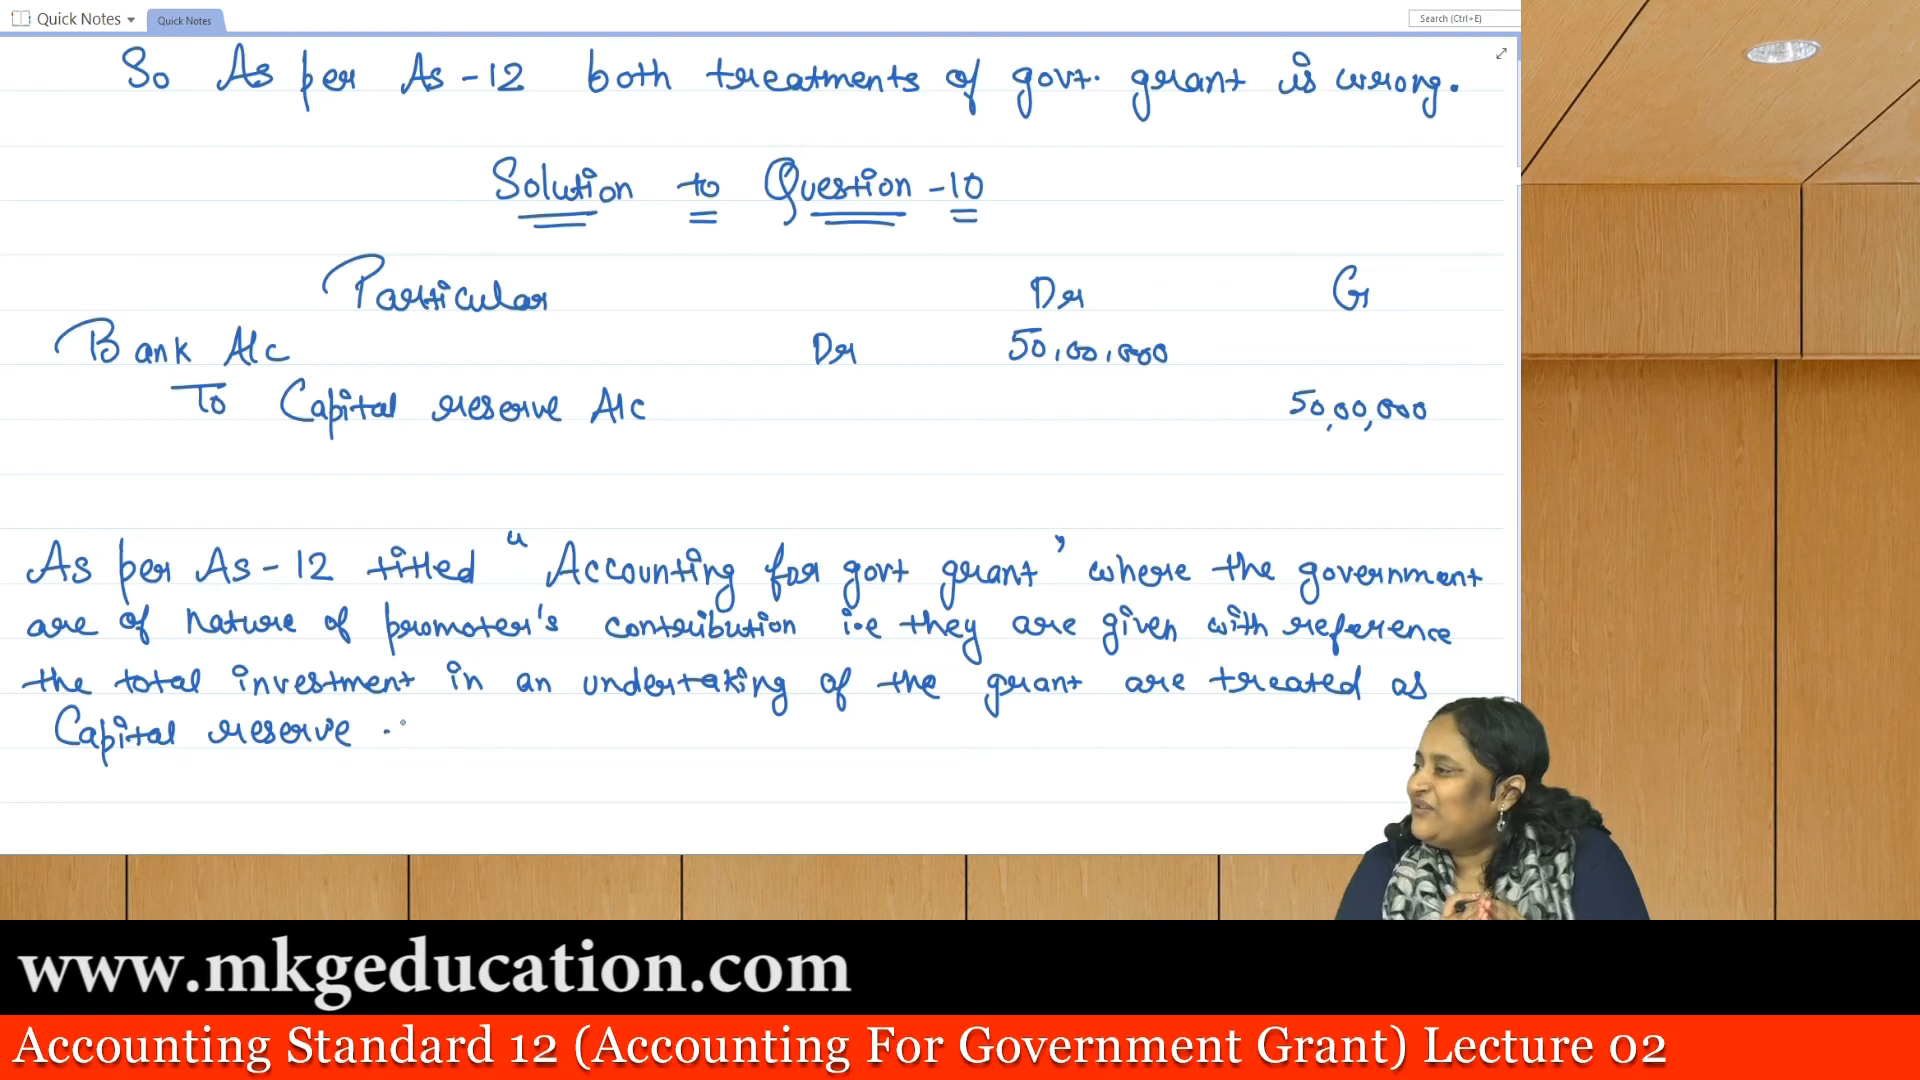 Quick Notes
Quick Notes
Search (Ctrl+E)
So As per As-12 both treatments of govt. grant is wrong.
Solution to Question-10
Particular Dr Cr
Bank A/c Dr 50,00,000
To Capital reserve A/c 50,00,000
As per As-12 titled "Accounting for govt grant" where the government
are of nature of promoter's contribution i.e they are given with reference
the total investment in an undertaking of the grant are treated as
Capital reserve.
www.mkgeducation.com
Accounting Standard 12 (Accounting For Government Grant) Lecture 02